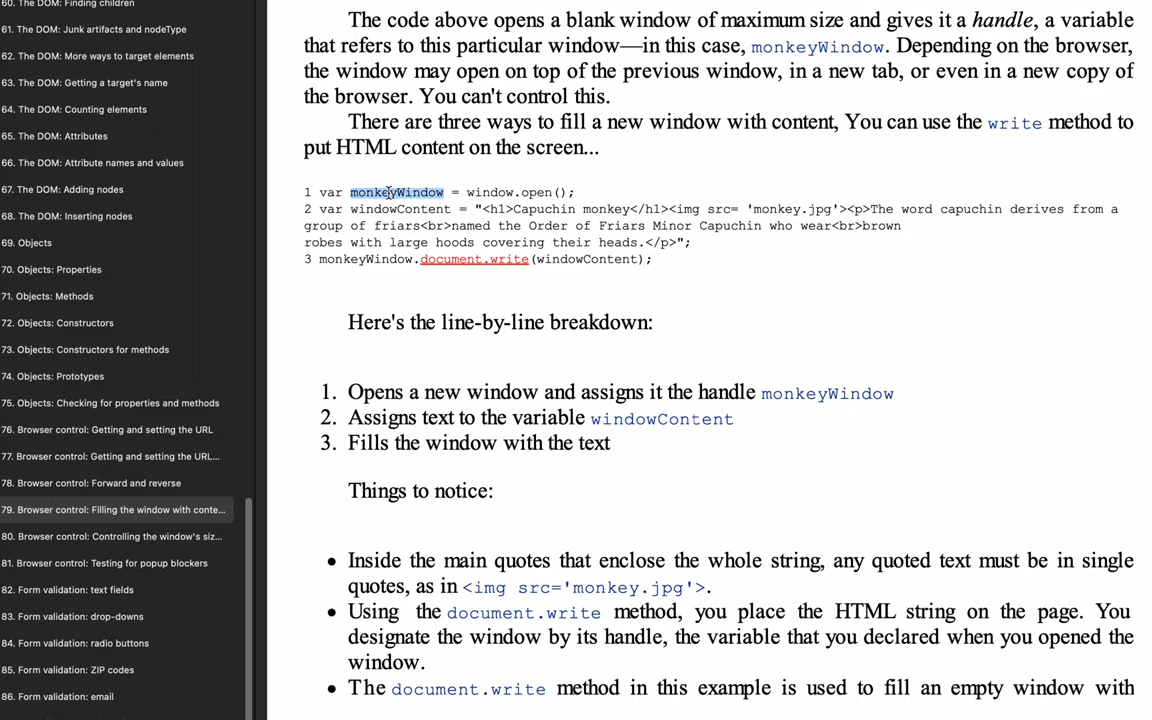 60. The DOM: Finding children
61. The DOM: Junk artifacts and nodeType
62. The DOM: More ways to target elements
63. The DOM: Getting a target's name
64. The DOM: Counting elements
65. The DOM: Attributes
66. The DOM: Attribute names and values
67. The DOM: Adding nodes
68. The DOM: Inserting nodes
69. Objects
70. Objects: Properties
71. Objects: Methods
72. Objects: Constructors
73. Objects: Constructors for methods
74. Objects: Prototypes
75. Objects: Checking for properties and methods
76. Browser control: Getting and setting the URL
77. Browser control: Getting and setting the URL...
78. Browser control: Forward and reverse
79. Browser control: Filling the window with conte...
80. Browser control: Controlling the window's siz...
81. Browser control: Testing for popup blockers
82. Form validation: text fields
83. Form validation: drop-downs
84. Form validation: radio buttons
85. Form validation: ZIP codes
86. Form validation: email
The code above opens a blank window of maximum size and gives it a handle, a variable
that refers to this particular window—in this case, monkeyWindow. Depending on the browser,
the window may open on top of the previous window, in a new tab, or even in a new copy of
the browser. You can't control this.
There are three ways to fill a new window with content, You can use the write method to
put HTML content on the screen...
1 var monkeyWindow = window.open();
2 var windowContent = "<h1>Capuchin monkey</h1><img src= 'monkey.jpg'><p>The word capuchin derives from a
group of friars<br>named the Order of Friars Minor Capuchin who wear<br>brown
robes with large hoods covering their heads.</p>";
3 monkeyWindow.document.write(windowContent);
Here's the line-by-line breakdown:
1. Opens a new window and assigns it the handle monkeyWindow
2. Assigns text to the variable windowContent
3. Fills the window with the text
Things to notice:
• Inside the main quotes that enclose the whole string, any quoted text must be in single
quotes, as in <img src='monkey.jpg'>.
• Using the document.write method, you place the HTML string on the page. You
designate the window by its handle, the variable that you declared when you opened the
window.
• The document.write method in this example is used to fill an empty window with